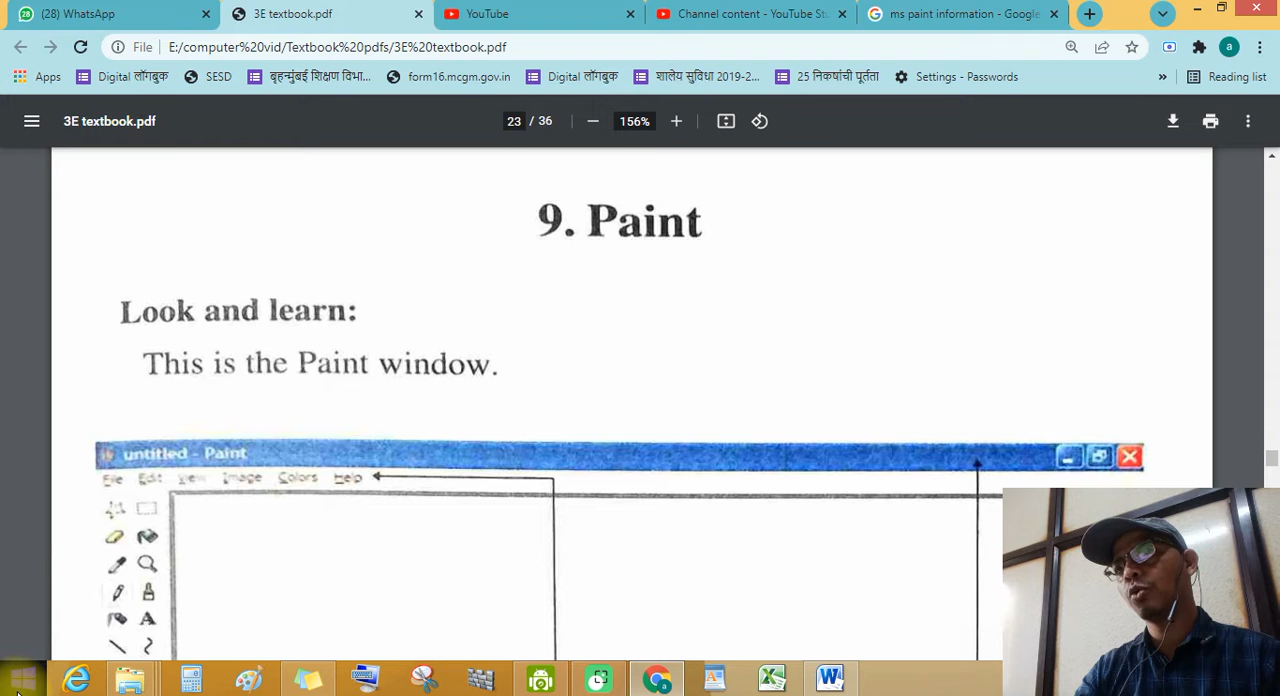 (28) WhatsApp
3E textbook.pdf
YouTube
Channel content - YouTube St
ms paint information - Google
File
E:/computer%20vid/Textbook%20pdfs/3E%20textbook.pdf
a
Apps
Digital लॉगबुक
SESD
बृहन्मुंबई शिक्षण विभा...
form16.mcgm.gov.in
Digital लॉगबुक
शालेय सुविधा 2019-2...
25 निकषांची पूर्तता
Settings - Passwords
»
Reading list
3E textbook.pdf
23 / 36
156%
9. Paint
Look and learn:
This is the Paint window.
untitled - Paint
File Edit View Image Colors Help
A